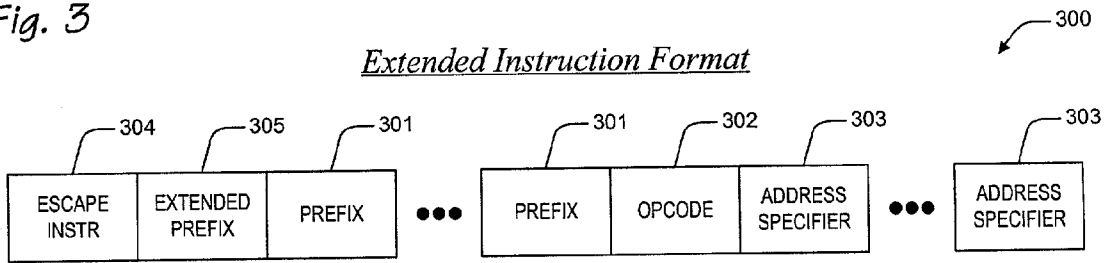 Fig. 3
300
Extended Instruction Format
304 305 301 301 302 303 303
ESCAPE INSTR EXTENDED PREFIX PREFIX ●●● PREFIX OPCODE ADDRESS SPECIFIER ●●● ADDRESS SPECIFIER